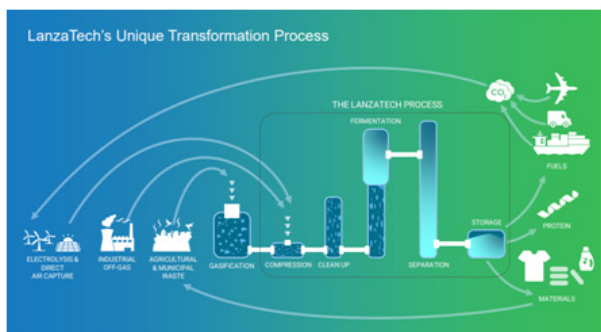 LanzaTech's Unique Transformation Process
CO₂
THE LANZATECH PROCESS
FERMENTATION
FUELS
PROTEIN
STORAGE
ELECTROLYSIS &
DIRECT
AIR CAPTURE
INDUSTRIAL
OFF-GAS
AGRICULTURAL
& MUNICIPAL
WASTE
GASIFICATION
COMPRESSION
CLEAN UP
SEPARATION
MATERIALS